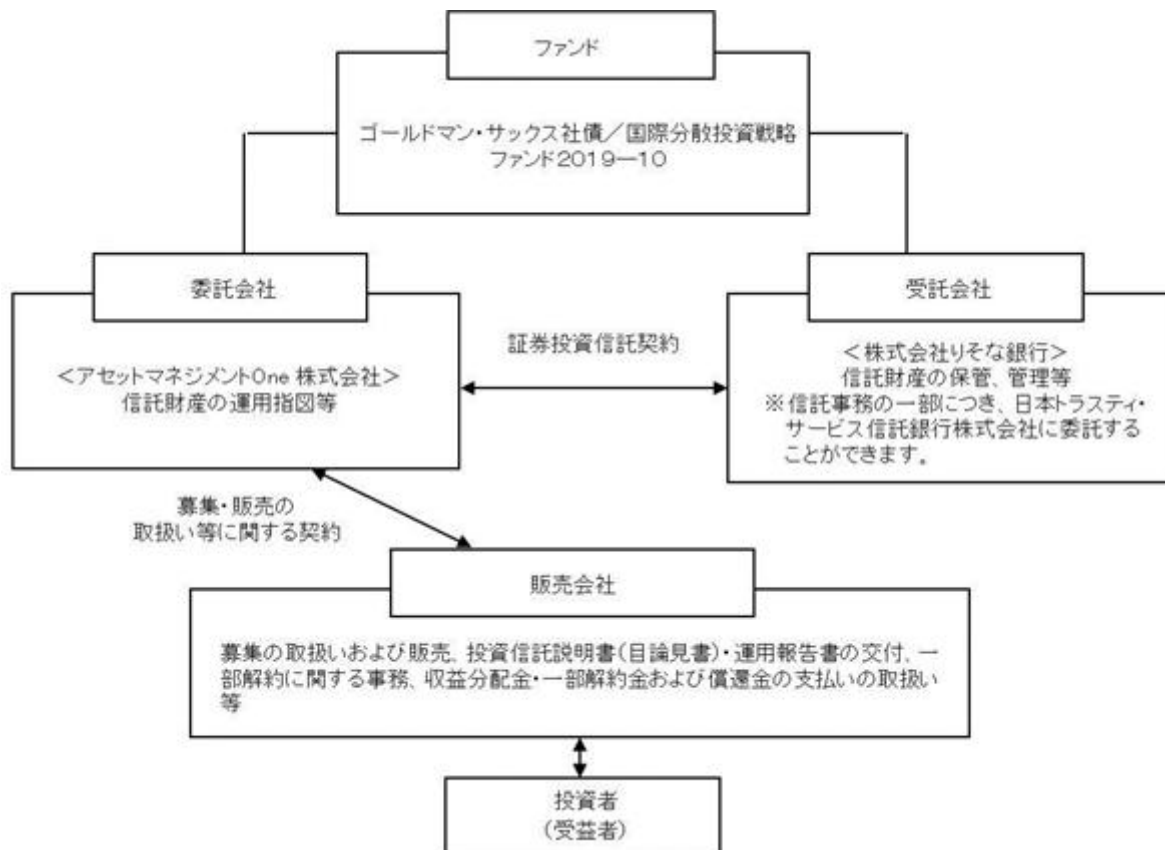 ファンド
ゴールドマン・サックス社債／国際分散投資戦略
ファンド2019－10
委託会社
＜アセットマネジメントOne 株式会社＞
信託財産の運用指図等
証券投資信託契約
受託会社
＜株式会社りそな銀行＞
信託財産の保管、管理等
※信託事務の一部につき、日本トラスティ・
サービス信託銀行株式会社に委託する
ことができます。
募集・販売の
取扱い等に関する契約
販売会社
募集の取扱いおよび販売、投資信託説明書(目論見書)・運用報告書の交付、一
部解約に関する事務、収益分配金・一部解約金および償還金の支払いの取扱い
等
投資者
(受益者)